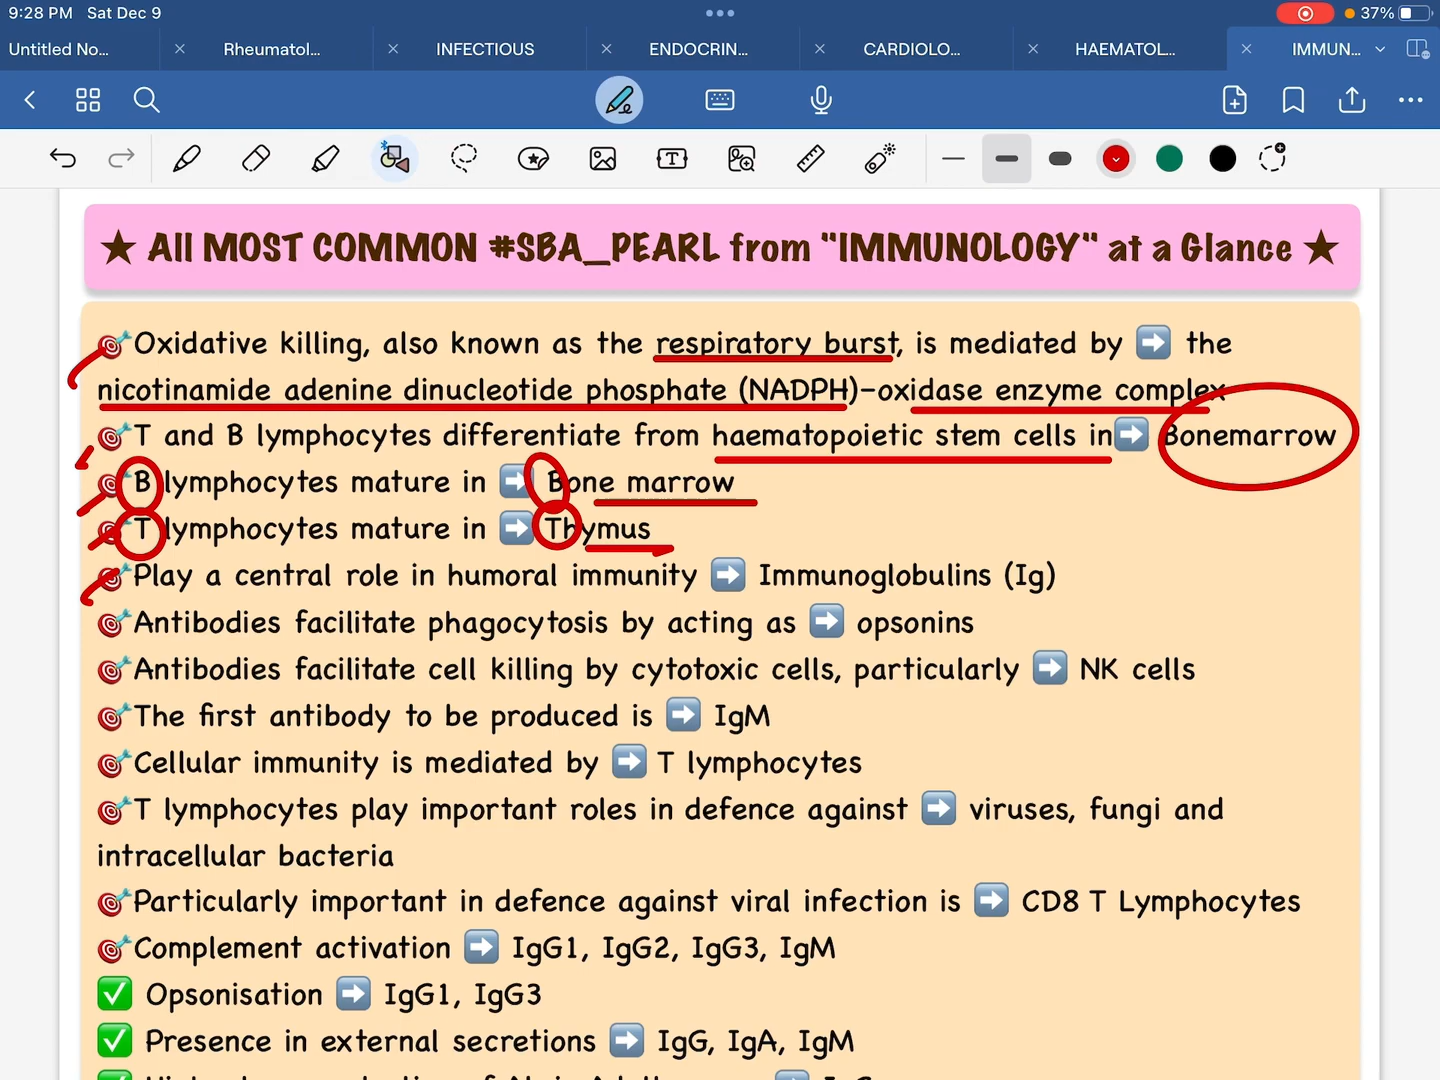 9:28 PM Sat Dec 9
37%
Untitled No...
Rheumatol...
INFECTIOUS
ENDOCRIN...
CARDIOLO...
HAEMATOL...
IMMUN...
★ All MOST COMMON #SBA_PEARL from "IMMUNOLOGY" at a Glance ★
🎯Oxidative killing, also known as the respiratory burst, is mediated by ➡️ the
nicotinamide adenine dinucleotide phosphate (NADPH)-oxidase enzyme complex
🎯T and B lymphocytes differentiate from haematopoietic stem cells in➡️ Bonemarrow
🎯B lymphocytes mature in ➡️ Bone marrow
🎯T lymphocytes mature in ➡️ Thymus
🎯Play a central role in humoral immunity ➡️ Immunoglobulins (Ig)
🎯Antibodies facilitate phagocytosis by acting as ➡️ opsonins
🎯Antibodies facilitate cell killing by cytotoxic cells, particularly ➡️ NK cells
🎯The first antibody to be produced is ➡️ IgM
🎯Cellular immunity is mediated by ➡️ T lymphocytes
🎯T lymphocytes play important roles in defence against ➡️ viruses, fungi and
intracellular bacteria
🎯Particularly important in defence against viral infection is ➡️ CD8 T Lymphocytes
🎯Complement activation ➡️ IgG1, IgG2, IgG3, IgM
✅ Opsonisation ➡️ IgG1, IgG3
✅ Presence in external secretions ➡️ IgG, IgA, IgM